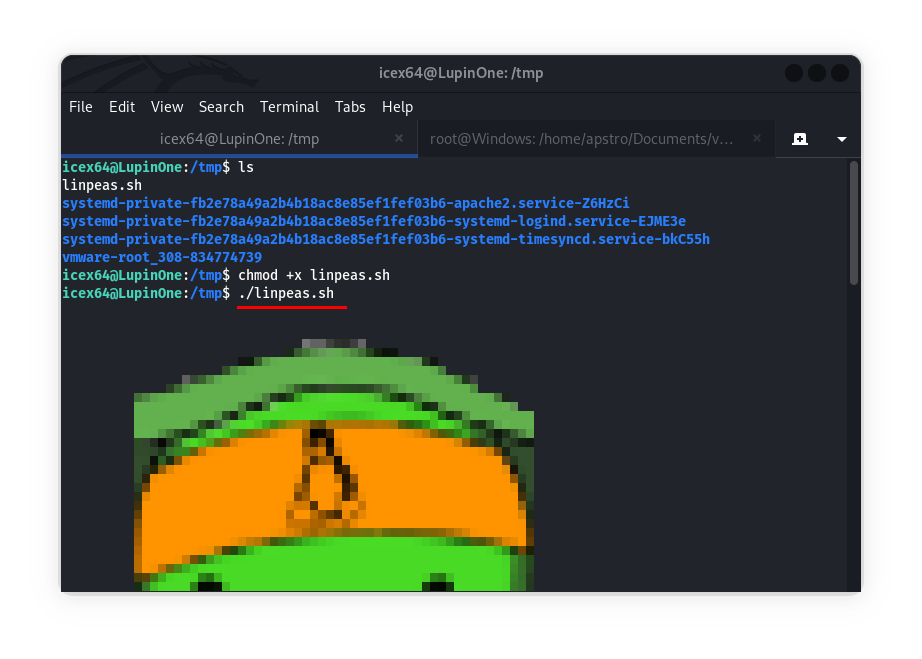 icex64@LupinOne: /tmp
File Edit View Search Terminal Tabs Help
icex64@LupinOne: /tmp × root@Windows: /home/apstro/Documents/v... ×
icex64@LupinOne:/tmp$ ls
linpeas.sh
systemd-private-fb2e78a49a2b4b18ac8e85ef1fef03b6-apache2.service-Z6HzCi
systemd-private-fb2e78a49a2b4b18ac8e85ef1fef03b6-systemd-logind.service-EJME3e
systemd-private-fb2e78a49a2b4b18ac8e85ef1fef03b6-systemd-timesyncd.service-bkC55h
vmware-root_308-834774739
icex64@LupinOne:/tmp$ chmod +x linpeas.sh
icex64@LupinOne:/tmp$ ./linpeas.sh